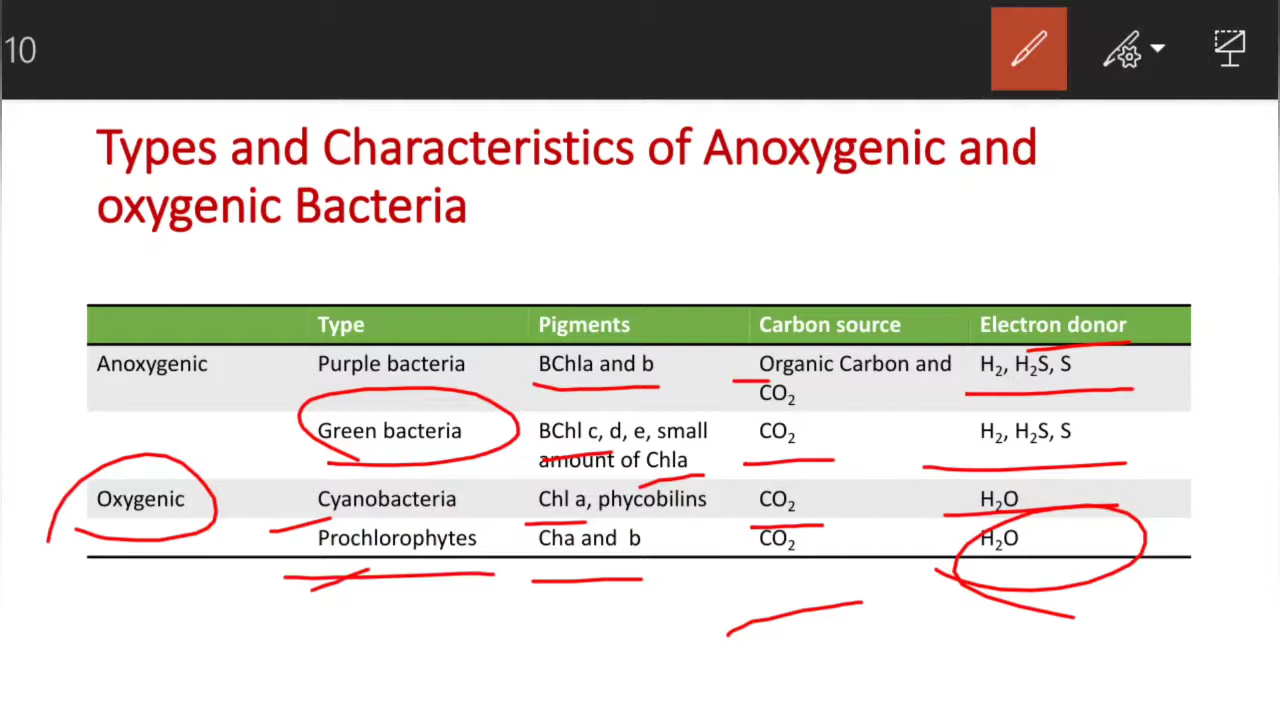 10
Types and Characteristics of Anoxygenic and
oxygenic Bacteria
Type Pigments Carbon source Electron donor
Anoxygenic Purple bacteria BChla and b Organic Carbon and H₂, H₂S, S
CO₂
Green bacteria BChl c, d, e, small CO₂ H₂, H₂S, S
amount of Chla
Oxygenic Cyanobacteria Chl a, phycobilins CO₂ H₂O
Prochlorophytes Cha and b CO₂ H₂O